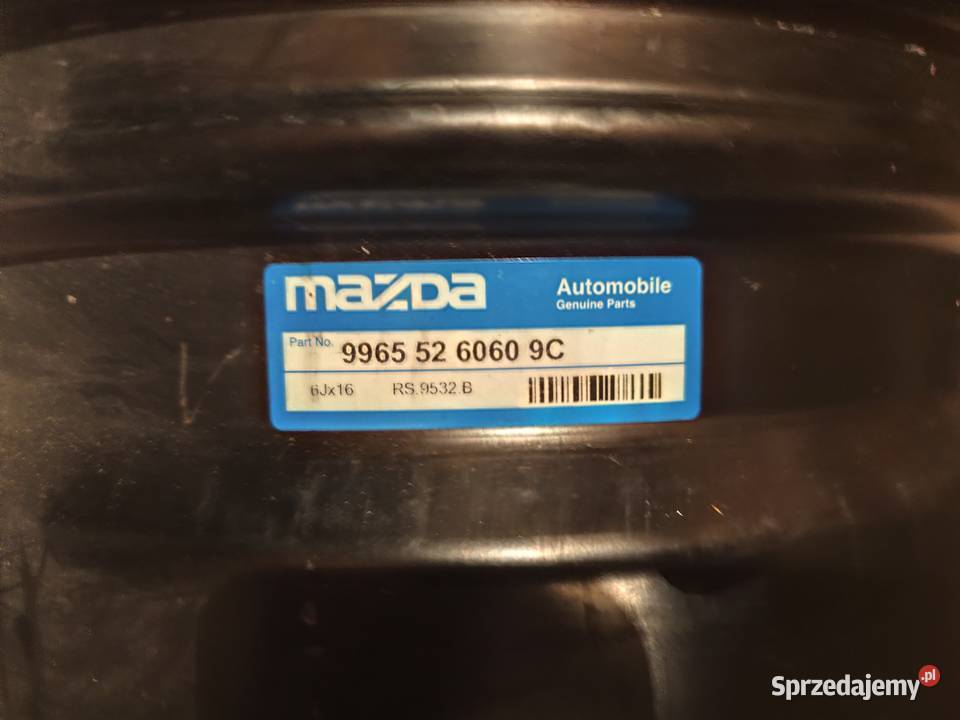 mazda
Automobile
Genuine Parts
Part No. 9965 52 6060 9C
6Jx16 RS.9532.B
Sprzedajemy.pl